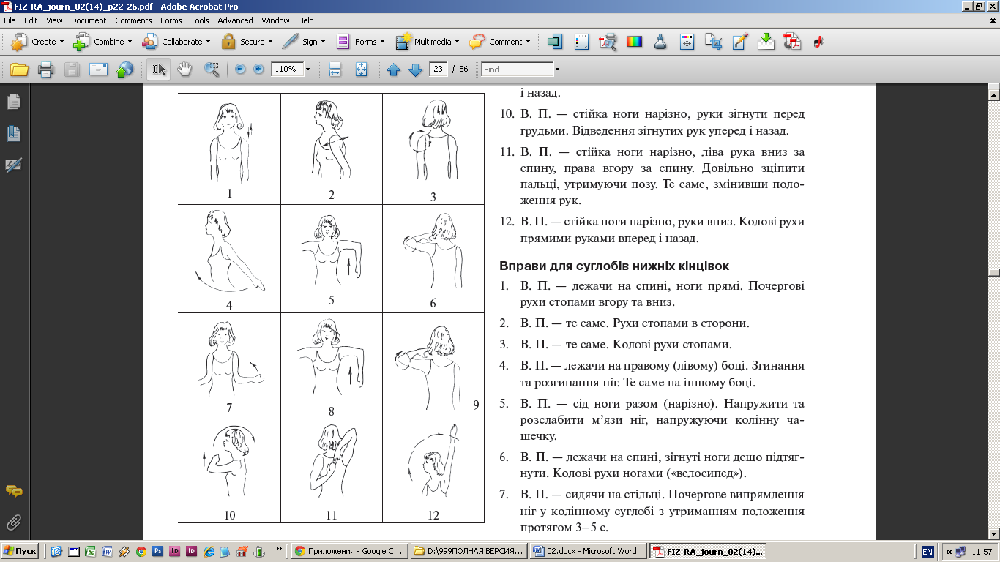 FIZ-RA_journ_02(14)_p22-26.pdf - Adobe Acrobat Pro
File Edit View Document Comments Forms Tools Advanced Window Help
Create Combine Collaborate Secure Sign Forms Multimedia Comment
110% 23 / 56 Find
1 2 3
4 5 6
7 8 9
10 11 12
і назад.
10. В. П. — стійка ноги нарізно, руки зігнути перед
грудьми. Відведення зігнутих рук уперед і назад.
11. В. П. — стійка ноги нарізно, ліва рука вниз за
спину, права вгору за спину. Довільно зціпити
пальці, утримуючи позу. Те саме, змінивши поло-
ження рук.
12. В. П. — стійка ноги нарізно, руки вниз. Колові рухи
прямими руками вперед і назад.
Вправи для суглобів нижніх кінцівок
1. В. П. — лежачи на спині, ноги прямі. Почергові
рухи стопами вгору та вниз.
2. В. П. — те саме. Рухи стопами в сторони.
3. В. П. — те саме. Колові рухи стопами.
4. В. П. — лежачи на правому (лівому) боці. Згинання
та розгинання ніг. Те саме на іншому боці.
5. В. П. — сід ноги разом (нарізно). Напружити та
розслабити м’язи ніг, напружуючи колінну ча-
шечку.
6. В. П. — лежачи на спині, зігнуті ноги дещо підтяг-
нути. Колові рухи ногами («велосипед»).
7. В. П. — сидячи на стільці. Почергове випрямлення
ніг у колінному суглобі з утриманням положення
протягом 3—5 с.
Пуск Приложения - Google C... D:\999ПОЛНАЯ ВЕРСИЯ... 02.docx - Microsoft Word FIZ-RA_journ_02(14)... EN 11:57